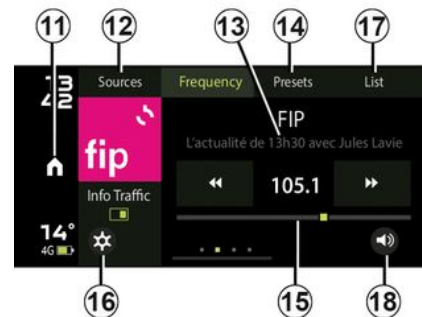 11 12 13 14 17
13
42
Sources Frequency Presets List
FIP
L'actualité de 13h30 avec Jules Lavie
fip
105.1
Info Traffic
14°
4G
16 15 18